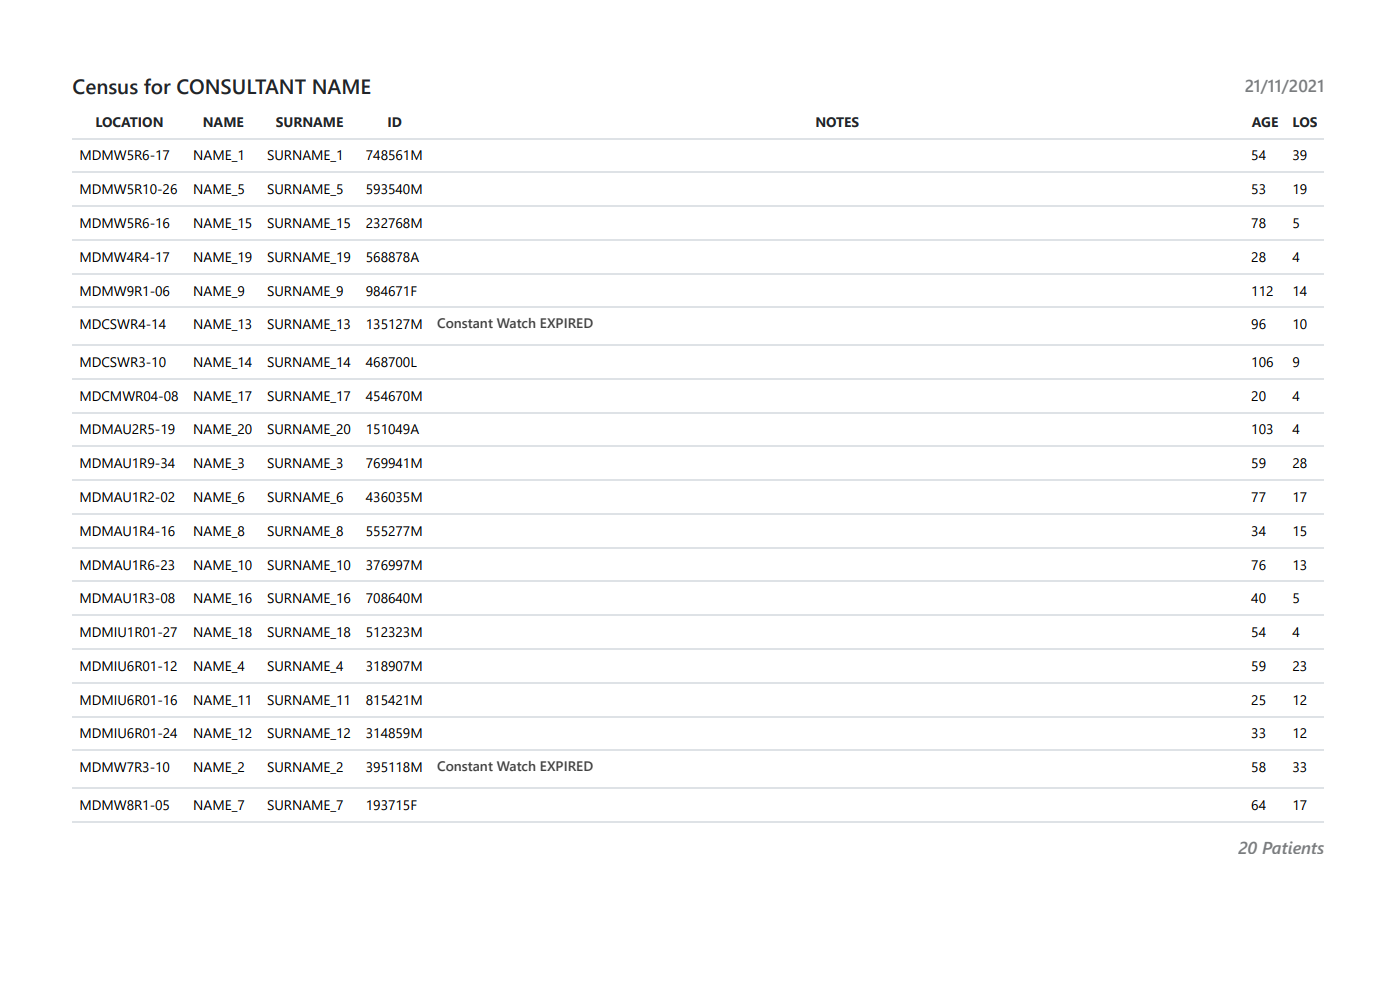 Census for CONSULTANT NAME 21/11/2021
LOCATION NAME SURNAME ID NOTES AGE LOS
MDMW5R6-17 NAME_1 SURNAME_1 748561M 54 39
MDMW5R10-26 NAME_5 SURNAME_5 593540M 53 19
MDMW5R6-16 NAME_15 SURNAME_15 232768M 78 5
MDMW4R4-17 NAME_19 SURNAME_19 568878A 28 4
MDMW9R1-06 NAME_9 SURNAME_9 984671F 112 14
MDCSWR4-14 NAME_13 SURNAME_13 135127M Constant Watch EXPIRED 96 10
MDCSWR3-10 NAME_14 SURNAME_14 468700L 106 9
MDCMWR04-08 NAME_17 SURNAME_17 454670M 20 4
MDMAU2R5-19 NAME_20 SURNAME_20 151049A 103 4
MDMAU1R9-34 NAME_3 SURNAME_3 769941M 59 28
MDMAU1R2-02 NAME_6 SURNAME_6 436035M 77 17
MDMAU1R4-16 NAME_8 SURNAME_8 555277M 34 15
MDMAU1R6-23 NAME_10 SURNAME_10 376997M 76 13
MDMAU1R3-08 NAME_16 SURNAME_16 708640M 40 5
MDMIU1R01-27 NAME_18 SURNAME_18 512323M 54 4
MDMIU6R01-12 NAME_4 SURNAME_4 318907M 59 23
MDMIU6R01-16 NAME_11 SURNAME_11 815421M 25 12
MDMIU6R01-24 NAME_12 SURNAME_12 314859M 33 12
MDMW7R3-10 NAME_2 SURNAME_2 395118M Constant Watch EXPIRED 58 33
MDMW8R1-05 NAME_7 SURNAME_7 193715F 64 17
20 Patients